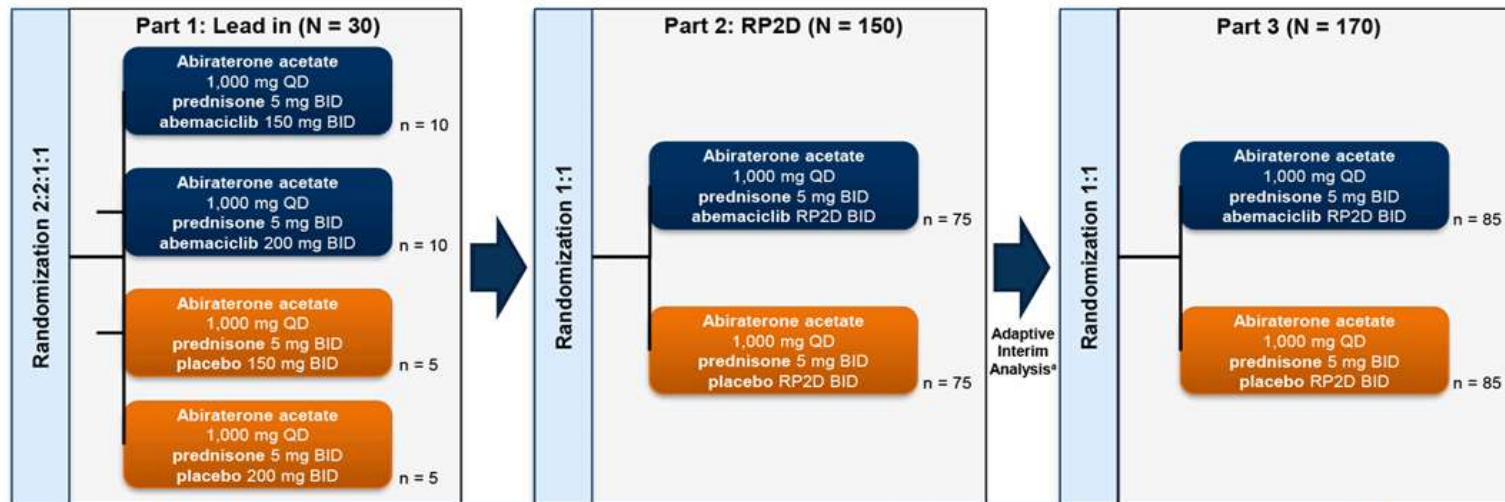 Part 1: Lead in (N = 30)
Randomization 2:2:1:1
Abiraterone acetate
1,000 mg QD
prednisone 5 mg BID
abemaciclib 150 mg BID
n = 10
Abiraterone acetate
1,000 mg QD
prednisone 5 mg BID
abemaciclib 200 mg BID
n = 10
Abiraterone acetate
1,000 mg QD
prednisone 5 mg BID
placebo 150 mg BID
n = 5
Abiraterone acetate
1,000 mg QD
prednisone 5 mg BID
placebo 200 mg BID
n = 5
Part 2: RP2D (N = 150)
Randomization 1:1
Abiraterone acetate
1,000 mg QD
prednisone 5 mg BID
abemaciclib RP2D BID
n = 75
Abiraterone acetate
1,000 mg QD
prednisone 5 mg BID
placebo RP2D BID
n = 75
Adaptive
Interim
Analysisª
Part 3 (N = 170)
Randomization 1:1
Abiraterone acetate
1,000 mg QD
prednisone 5 mg BID
abemaciclib RP2D BID
n = 85
Abiraterone acetate
1,000 mg QD
prednisone 5 mg BID
placebo RP2D BID
n = 85